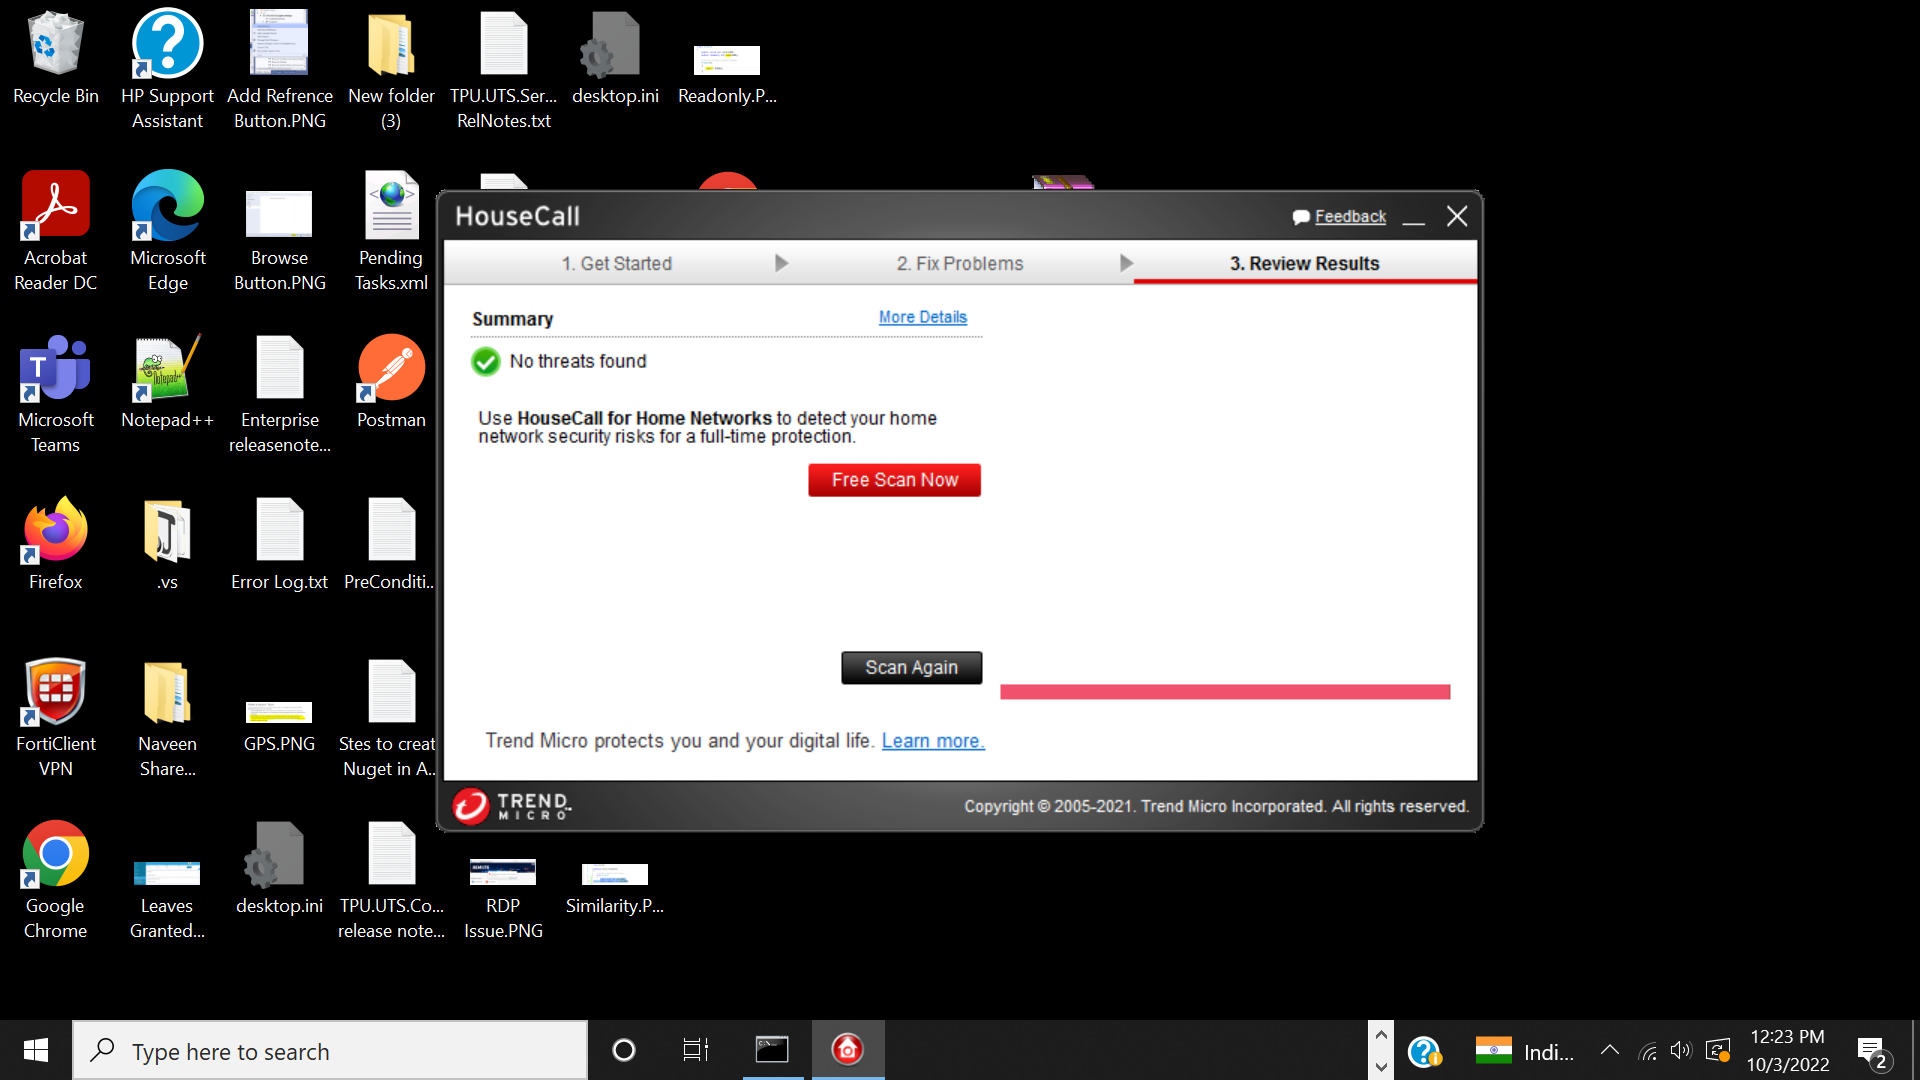 Recycle Bin
HP Support
Assistant
Add Refrence
Button.PNG
New folder
(3)
TPU.UTS.Ser...
RelNotes.txt
desktop.ini
Readonly.P...
Acrobat
Reader DC
Microsoft
Edge
Browse
Button.PNG
Pending
Tasks.xml
Microsoft
Teams
Notepad++
Enterprise
releasenote...
Postman
Firefox
.vs
Error Log.txt
PreConditi..
FortiClient
VPN
Naveen
Share...
GPS.PNG
Stes to creat
Nuget in A..
Google
Chrome
Leaves
Granted...
desktop.ini
TPU.UTS.Co...
release note...
RDP
Issue.PNG
Similarity.P...
HouseCall
Feedback
1. Get Started
2. Fix Problems
3. Review Results
Summary
More Details
No threats found
Use HouseCall for Home Networks to detect your home
network security risks for a full-time protection.
Free Scan Now
Scan Again
Trend Micro protects you and your digital life. Learn more.
TREND
MICRO
Copyright © 2005-2021. Trend Micro Incorporated. All rights reserved.
Type here to search
Indi...
12:23 PM
10/3/2022
2